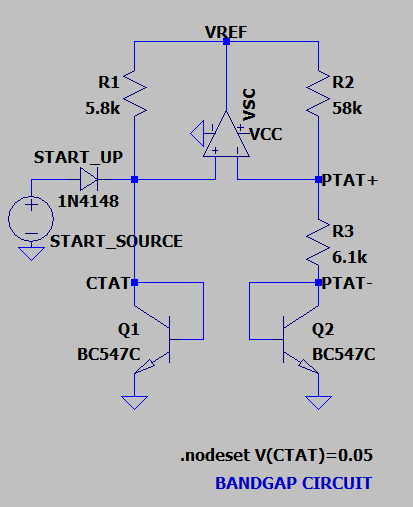 VREF
R1
5.8k
R2
58k
VSC
VCC
START_UP
1N4148
PTAT+
START_SOURCE
R3
6.1k
CTAT
PTAT-
Q1
BC547C
Q2
BC547C
.nodeset V(CTAT)=0.05
BANDGAP CIRCUIT